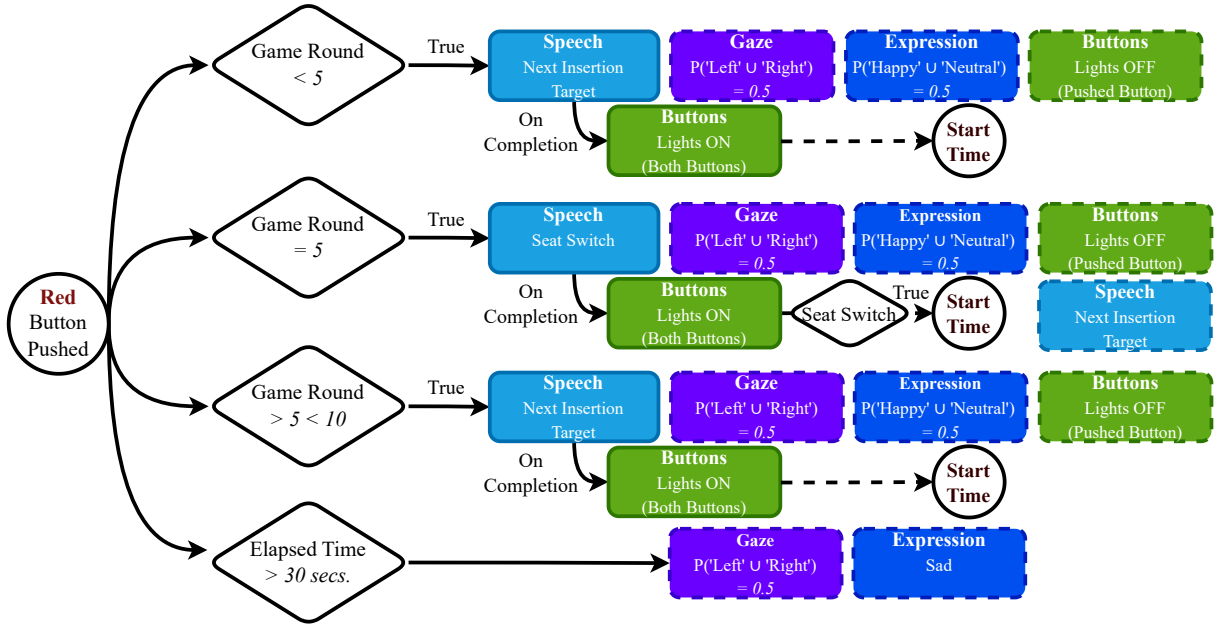 Red
Button
Pushed
Game Round
< 5
True
Speech
Next Insertion
Target
Gaze
P('Left' ∪ 'Right')
= 0.5
Expression
P('Happy' ∪ 'Neutral')
= 0.5
Buttons
Lights OFF
(Pushed Button)
On
Completion
Buttons
Lights ON
(Both Buttons)
Start
Time
Game Round
= 5
True
Speech
Seat Switch
Gaze
P('Left' ∪ 'Right')
= 0.5
Expression
P('Happy' ∪ 'Neutral')
= 0.5
Buttons
Lights OFF
(Pushed Button)
On
Completion
Buttons
Lights ON
(Both Buttons)
Seat Switch
True
Start
Time
Speech
Next Insertion
Target
Game Round
> 5 < 10
True
Speech
Next Insertion
Target
Gaze
P('Left' ∪ 'Right')
= 0.5
Expression
P('Happy' ∪ 'Neutral')
= 0.5
Buttons
Lights OFF
(Pushed Button)
On
Completion
Buttons
Lights ON
(Both Buttons)
Start
Time
Elapsed Time
> 30 secs.
Gaze
P('Left' ∪ 'Right')
= 0.5
Expression
Sad